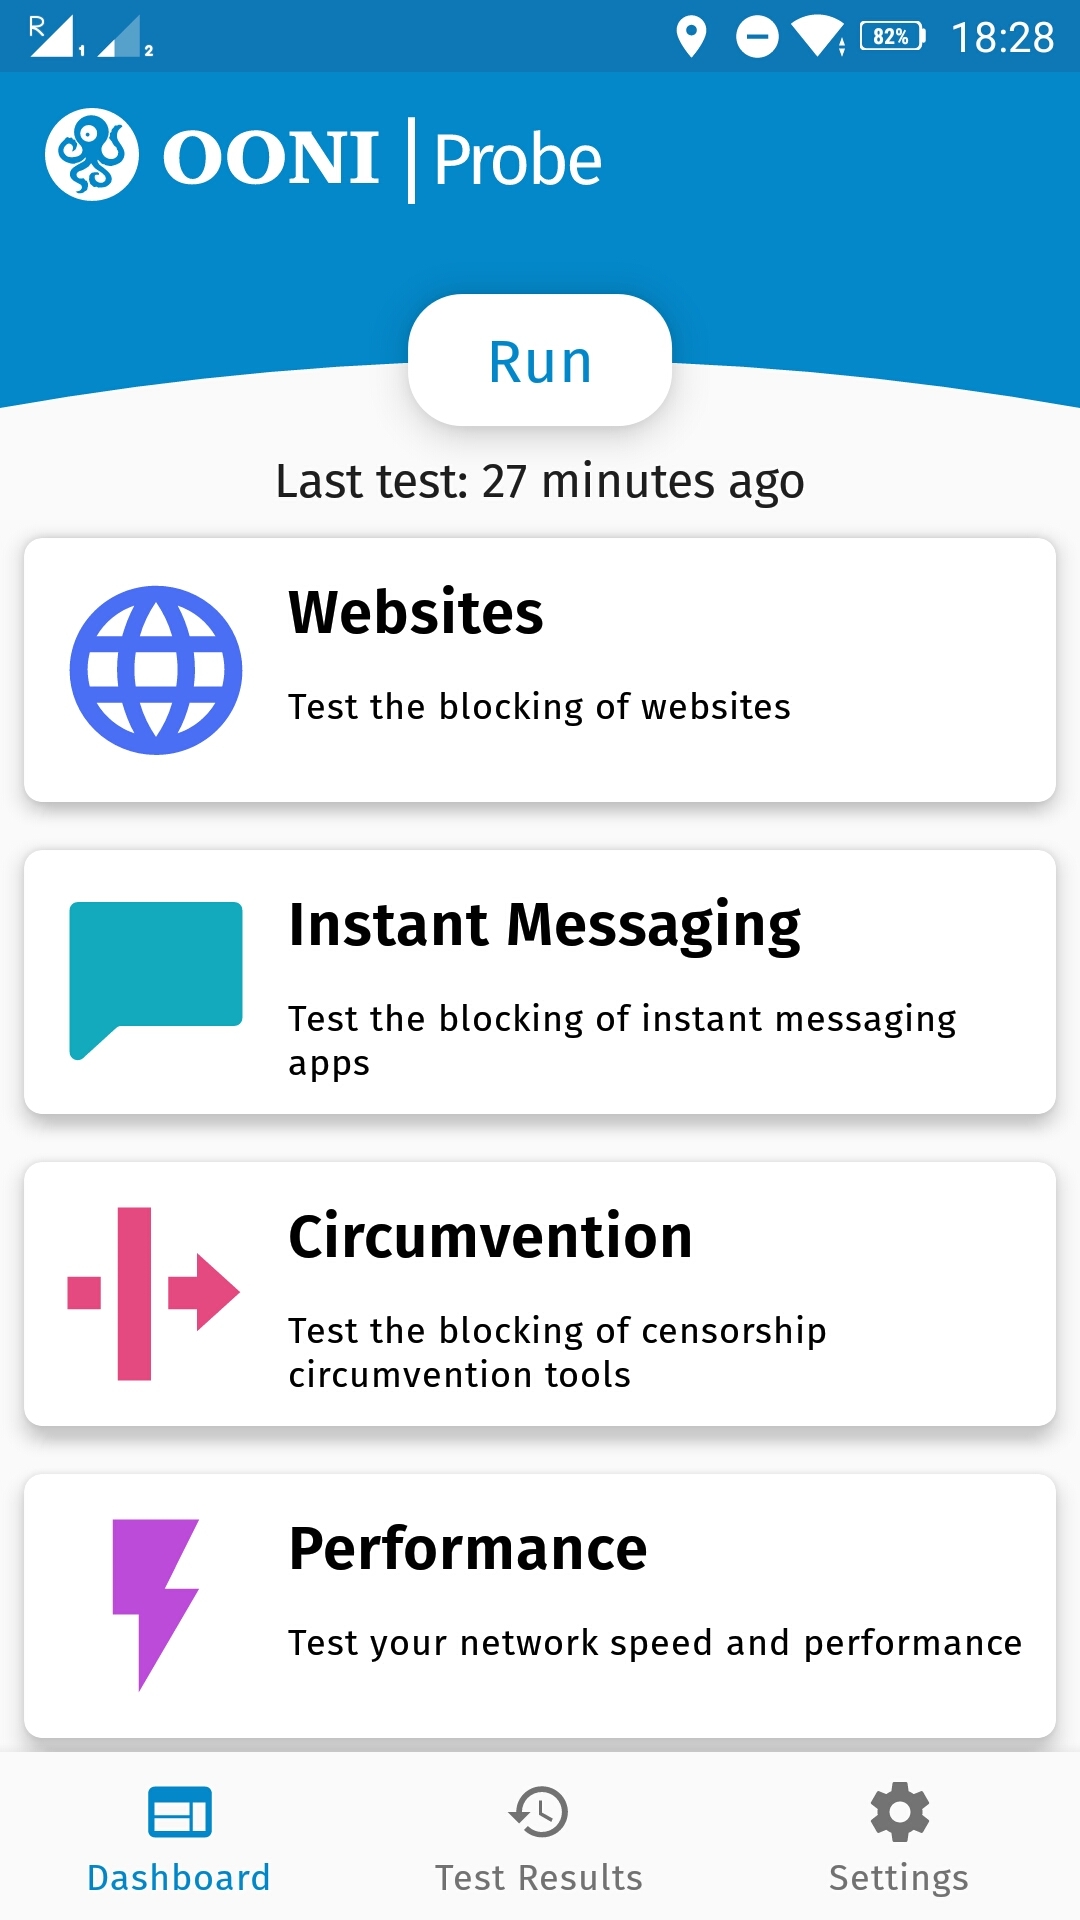 R 1 2 82% 18:28
OONI Probe
Run
Last test: 27 minutes ago
Websites
Test the blocking of websites
Instant Messaging
Test the blocking of instant messaging
apps
Circumvention
Test the blocking of censorship
circumvention tools
Performance
Test your network speed and performance
Dashboard Test Results Settings